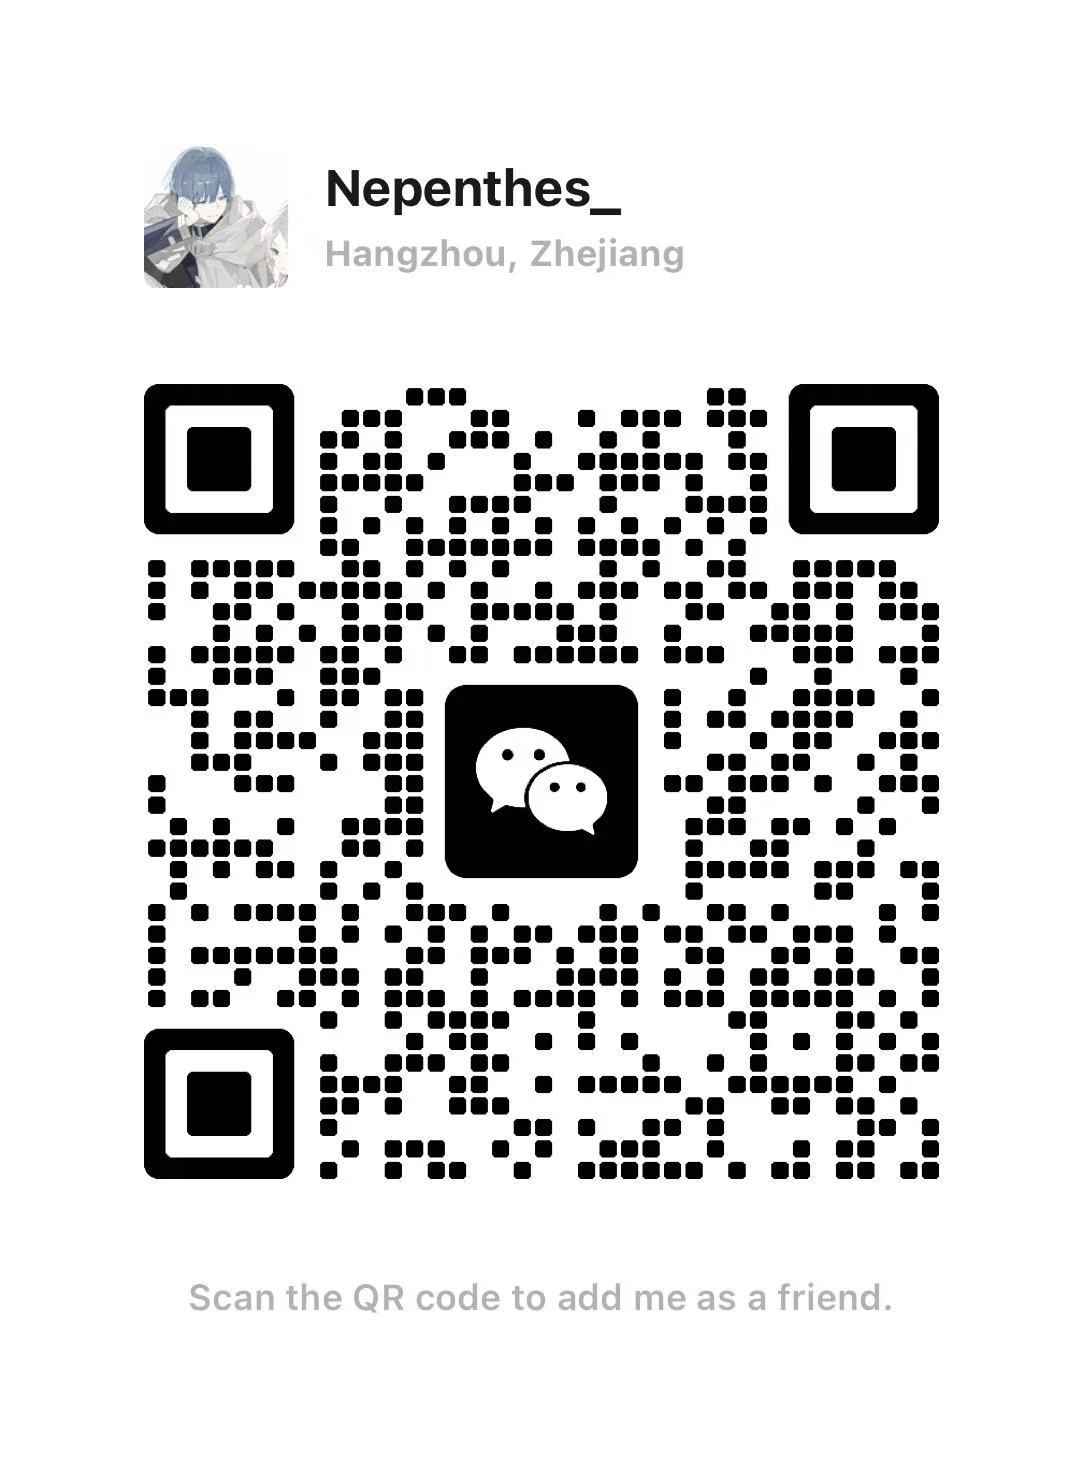 Nepenthes_
Hangzhou, Zhejiang
Scan the QR code to add me as a friend.